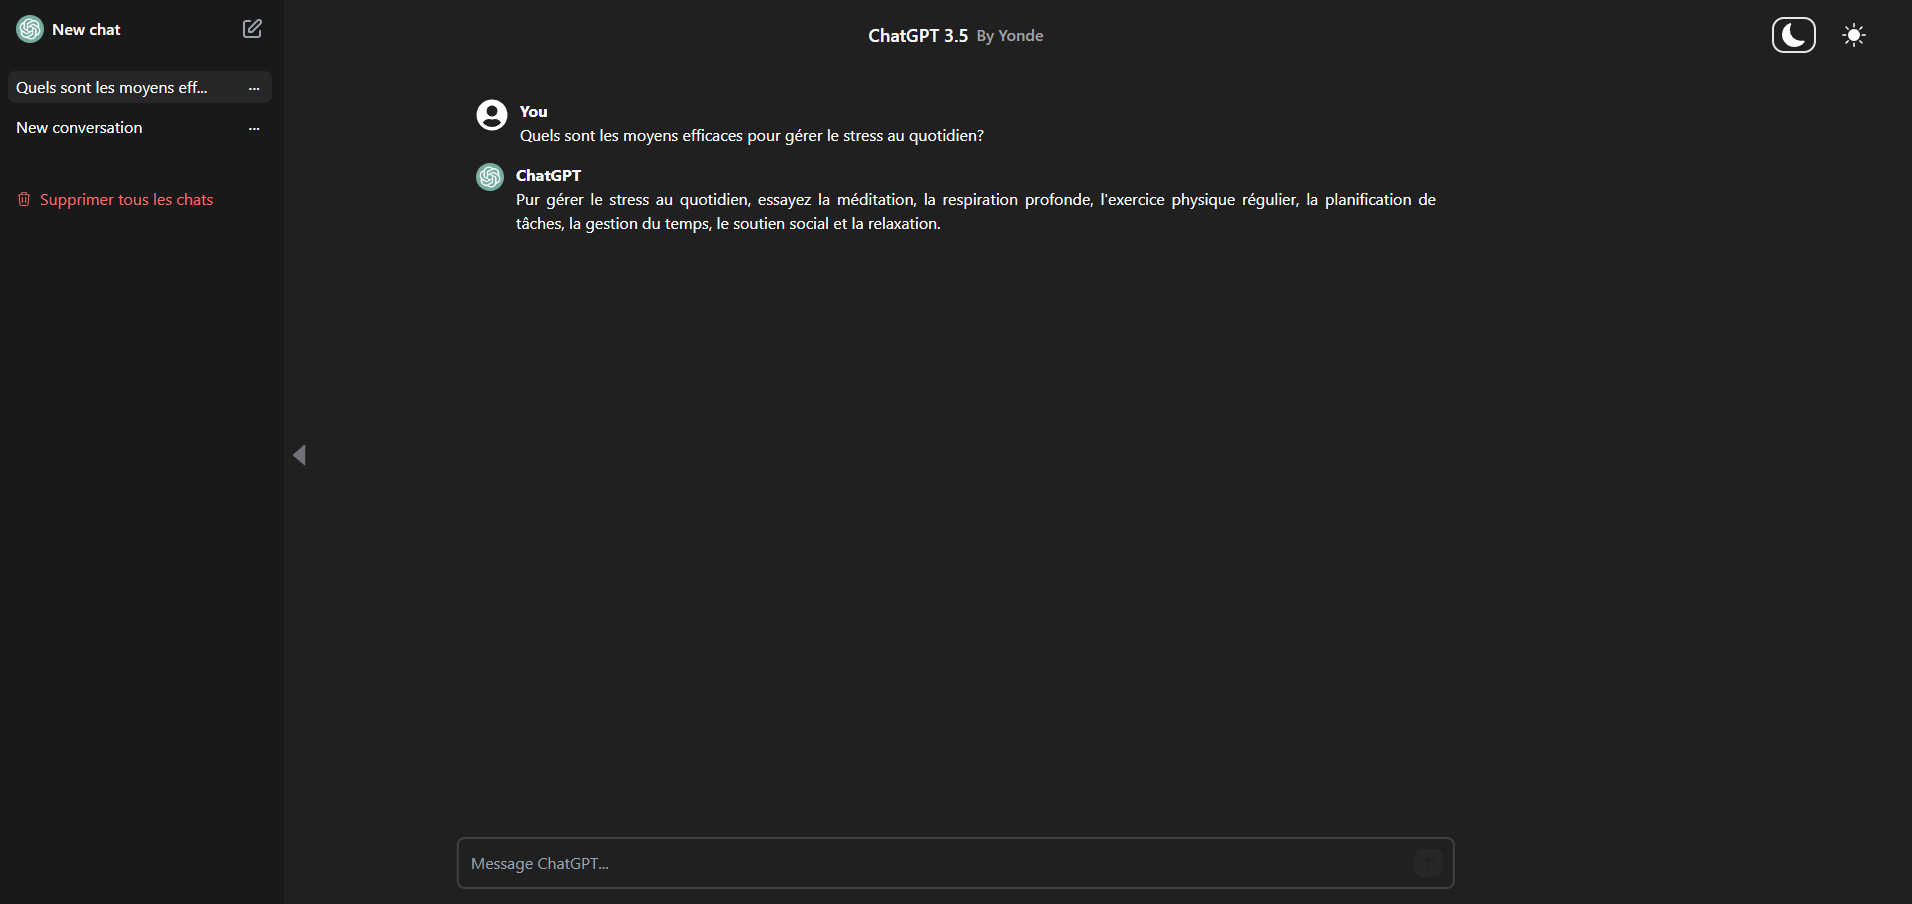 New chat
Quels sont les moyens eff... ...
New conversation ...
Supprimer tous les chats
ChatGPT 3.5 By Yonde
You
Quels sont les moyens efficaces pour gérer le stress au quotidien?
ChatGPT
Pur gérer le stress au quotidien, essayez la méditation, la respiration profonde, l'exercice physique régulier, la planification de
tâches, la gestion du temps, le soutien social et la relaxation.
Message ChatGPT...